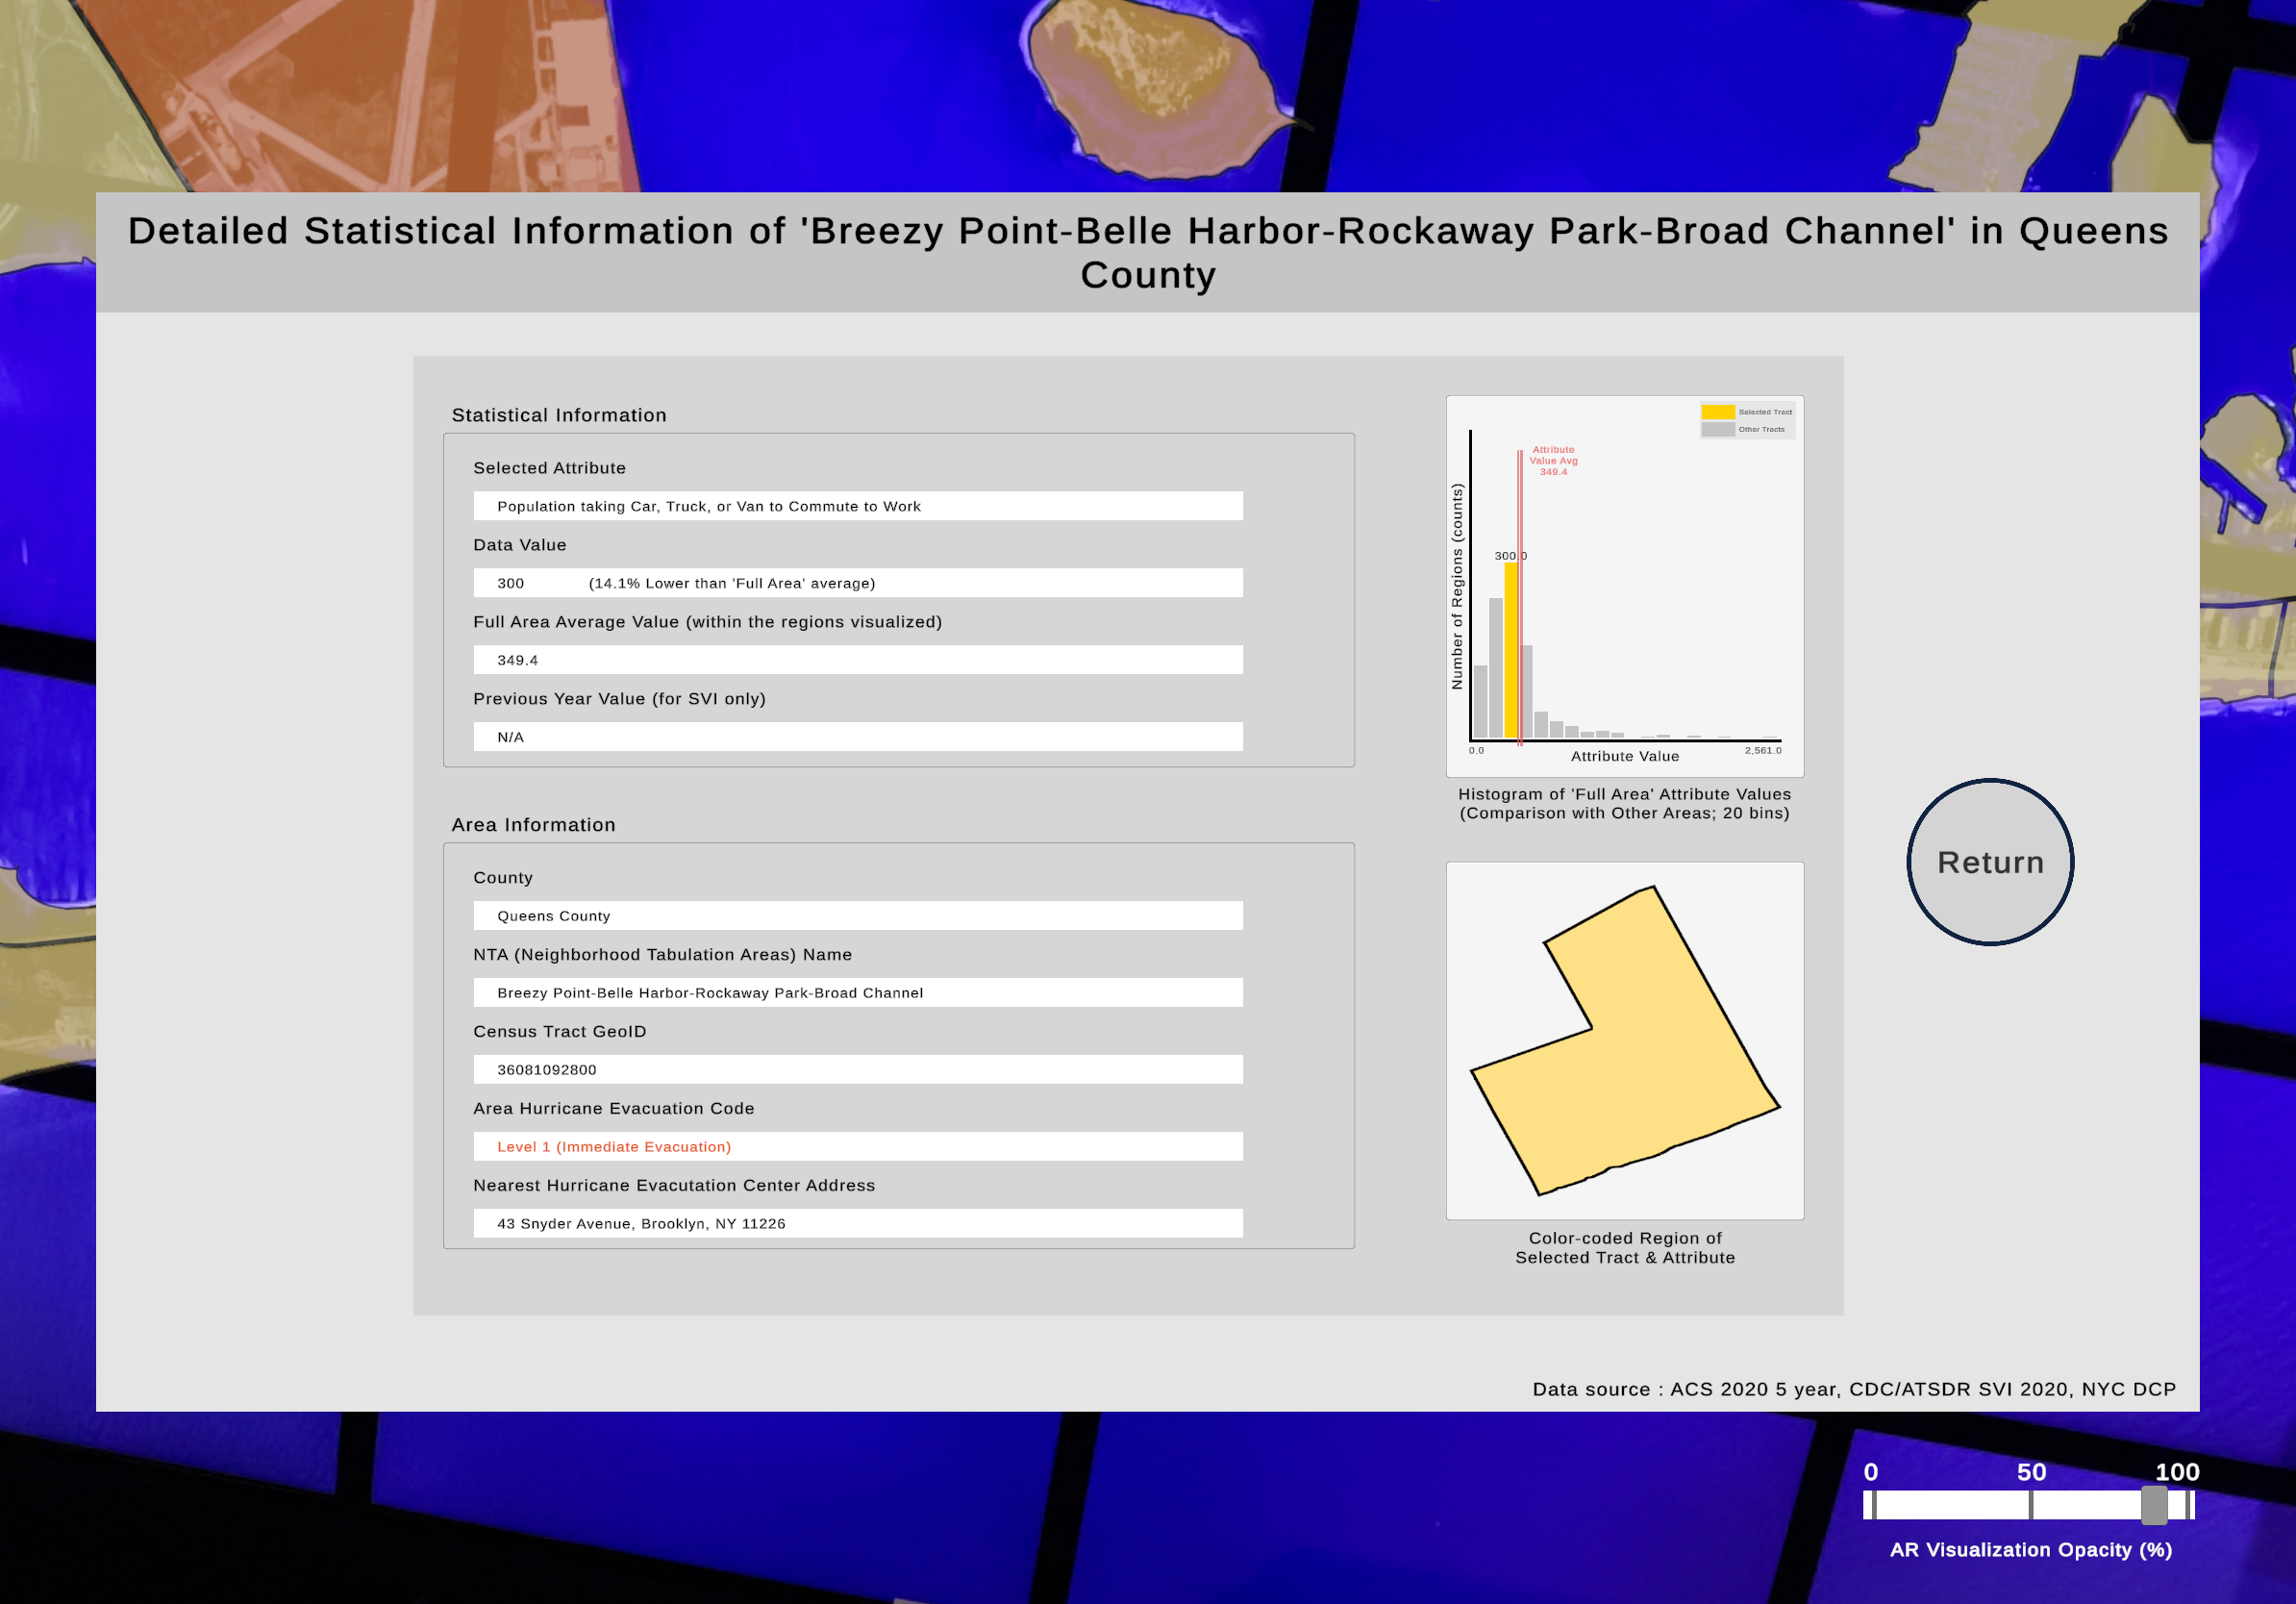 Detailed Statistical Information of 'Breezy Point-Belle Harbor-Rockaway Park-Broad Channel' in Queens
County
Statistical Information
Selected Attribute
Population taking Car, Truck, or Van to Commute to Work
Data Value
300 (14.1% Lower than 'Full Area' average)
Full Area Average Value (within the regions visualized)
349.4
Previous Year Value (for SVI only)
N/A
Area Information
County
Queens County
NTA (Neighborhood Tabulation Areas) Name
Breezy Point-Belle Harbor-Rockaway Park-Broad Channel
Census Tract GeoID
36081092800
Area Hurricane Evacuation Code
Level 1 (Immediate Evacuation)
Nearest Hurricane Evacutation Center Address
43 Snyder Avenue, Brooklyn, NY 11226
Selected Tract
Other Tracts
Attribute
Value Avg
349.4
Number of Regions (counts)
300.0
0.0
2,561.0
Attribute Value
Histogram of 'Full Area' Attribute Values
(Comparison with Other Areas; 20 bins)
Color-coded Region of
Selected Tract & Attribute
Return
Data source : ACS 2020 5 year, CDC/ATSDR SVI 2020, NYC DCP
0 50 100
AR Visualization Opacity (%)